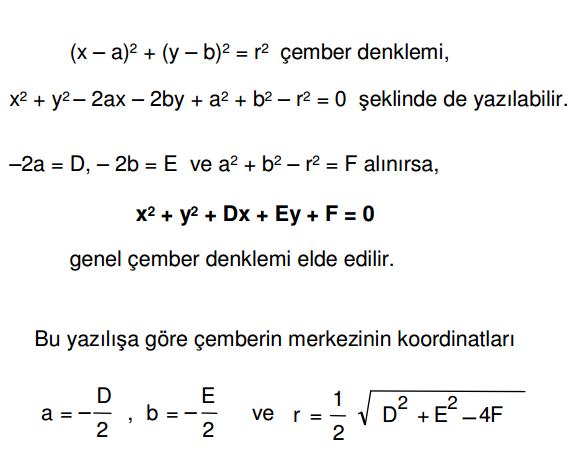 (x – a)² + (y – b)² = r² çember denklemi,
x² + y² – 2ax – 2by + a² + b² – r² = 0 şeklinde de yazılabilir.
–2a = D, – 2b = E ve a² + b² – r² = F alınırsa,
x² + y² + Dx + Ey + F = 0
genel çember denklemi elde edilir.
Bu yazılışa göre çemberin merkezinin koordinatları
a = –D/2 , b = –E/2 ve r = 1/2 √(D² + E² – 4F)